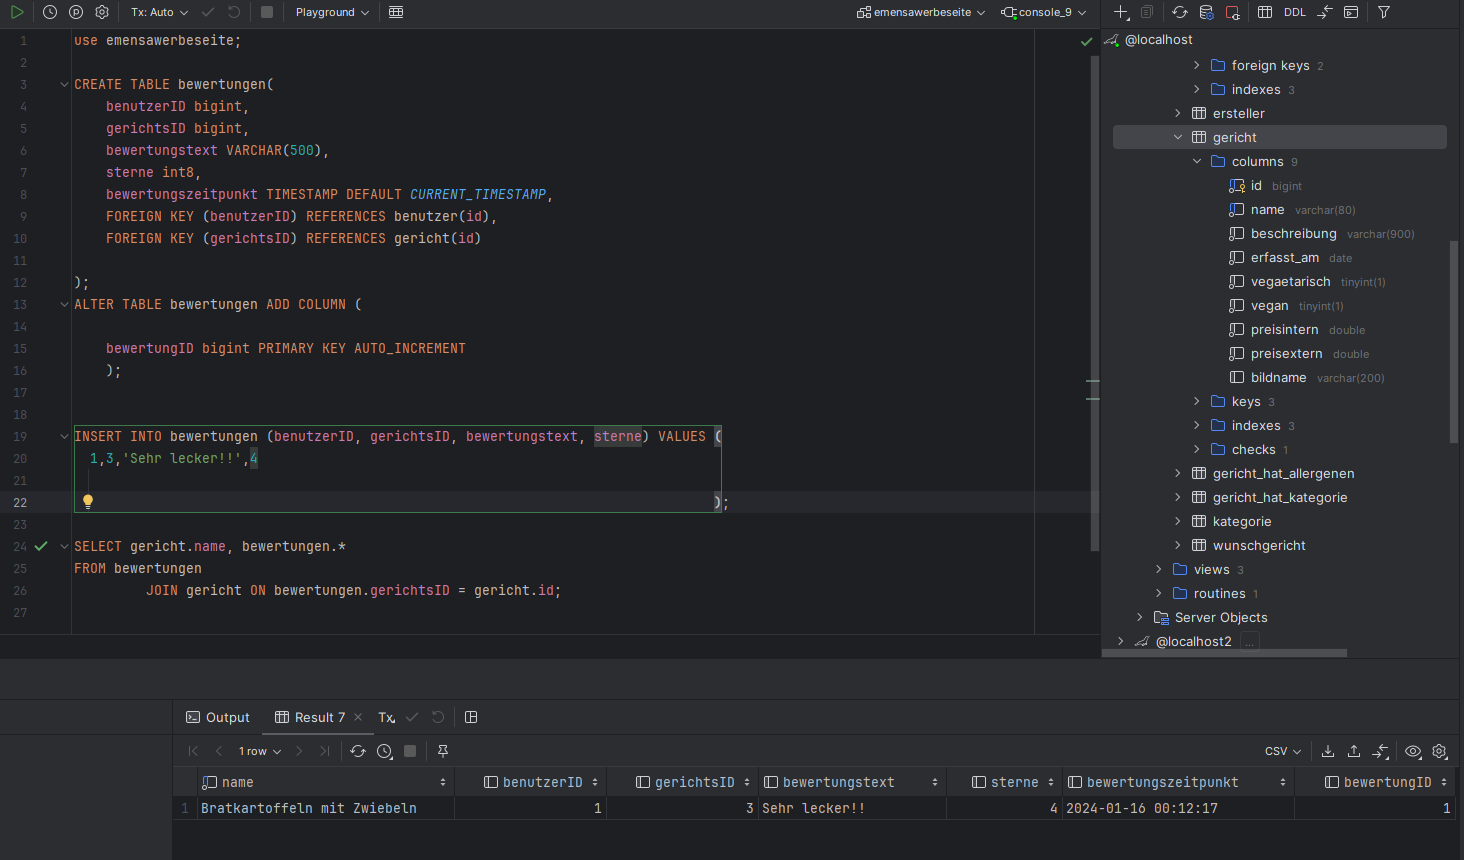 Tx: Auto Playground emensawerbeseite console_9 DDL
1 use emensawerbeseite;
2
3 CREATE TABLE bewertungen(
4 benutzerID bigint,
5 gerichtsID bigint,
6 bewertungstext VARCHAR(500),
7 sterne int8,
8 bewertungszeitpunkt TIMESTAMP DEFAULT CURRENT_TIMESTAMP,
9 FOREIGN KEY (benutzerID) REFERENCES benutzer(id),
10 FOREIGN KEY (gerichtsID) REFERENCES gericht(id)
11
12 );
13 ALTER TABLE bewertungen ADD COLUMN (
14
15 bewertungID bigint PRIMARY KEY AUTO_INCREMENT
16 );
17
18
19 INSERT INTO bewertungen (benutzerID, gerichtsID, bewertungstext, sterne) VALUES (
20 1,3,'Sehr lecker!!',4
21
22 );
23
24 SELECT gericht.name, bewertungen.*
25 FROM bewertungen
26 JOIN gericht ON bewertungen.gerichtsID = gericht.id;
27
@localhost
foreign keys 2
indexes 3
ersteller
gericht
columns 9
id bigint
name varchar(80)
beschreibung varchar(900)
erfasst_am date
vegaetarisch tinyint(1)
vegan tinyint(1)
preisintern double
preisextern double
bildname varchar(200)
keys 3
indexes 3
checks 1
gericht_hat_allergenen
gericht_hat_kategorie
kategorie
wunschgericht
views 3
routines 1
Server Objects
@localhost2 ...
Output Result 7 Tx
1 row CSV
name benutzerID gerichtsID bewertungstext sterne bewertungszeitpunkt bewertungID
1 Bratkartoffeln mit Zwiebeln 1 3 Sehr lecker!! 4 2024-01-16 00:12:17 1